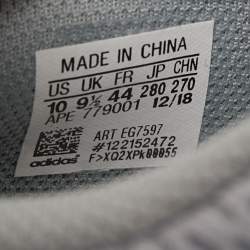 MADE IN CHINA
US UK FR JP CHN
10 9½ 44 280 270
APE 779001 12/18
ART EG7597
#122152472
adidas F>XQ2XPk00055